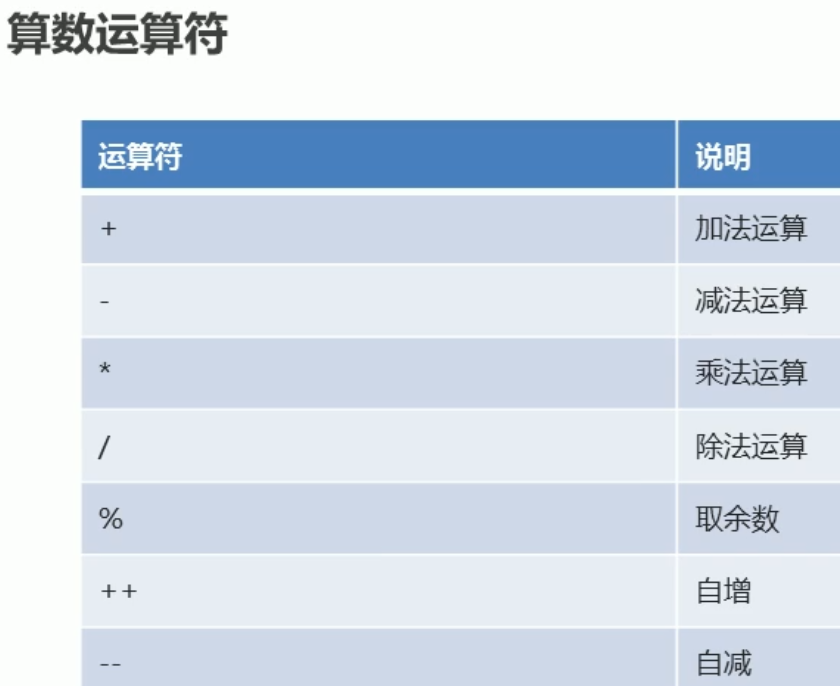 算数运算符
运算符 说明
+ 加法运算
- 减法运算
* 乘法运算
/ 除法运算
% 取余数
++ 自增
-- 自减